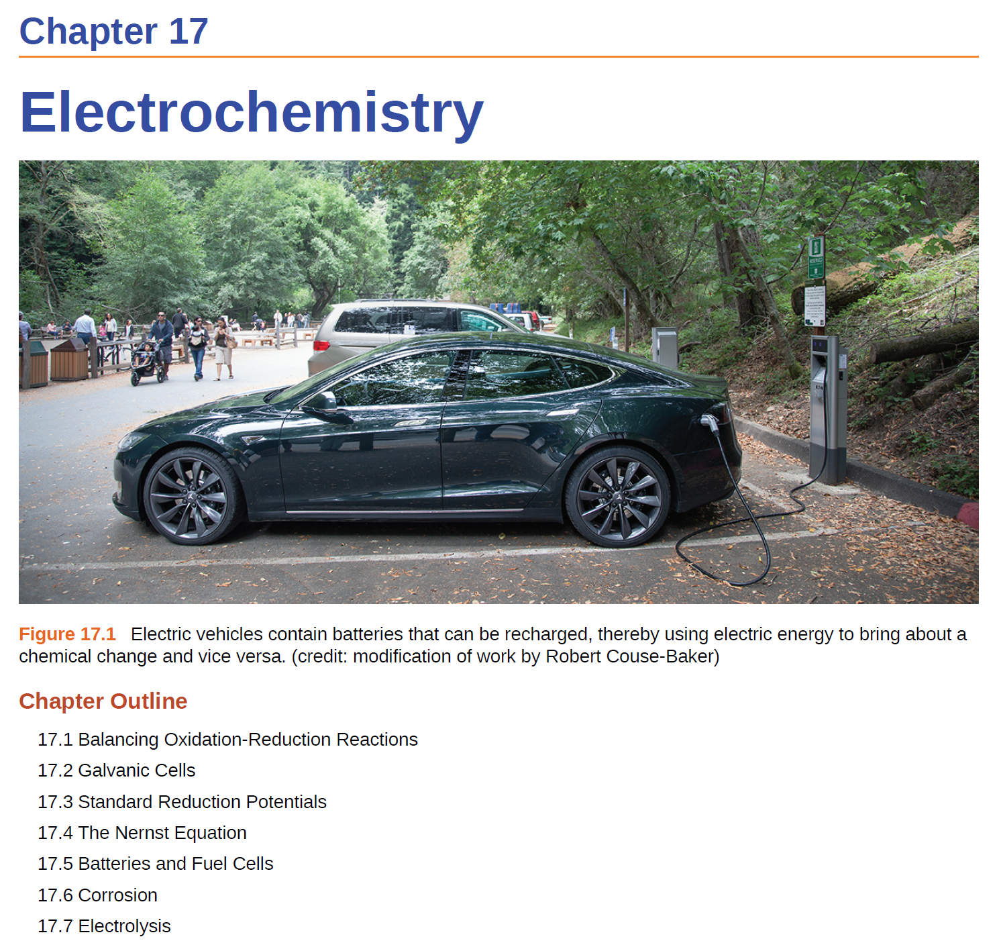 Chapter 17
Electrochemistry
RESERVED
Figure 17.1 Electric vehicles contain batteries that can be recharged, thereby using electric energy to bring about a
chemical change and vice versa. (credit: modification of work by Robert Couse-Baker)
Chapter Outline
17.1 Balancing Oxidation-Reduction Reactions
17.2 Galvanic Cells
17.3 Standard Reduction Potentials
17.4 The Nernst Equation
17.5 Batteries and Fuel Cells
17.6 Corrosion
17.7 Electrolysis